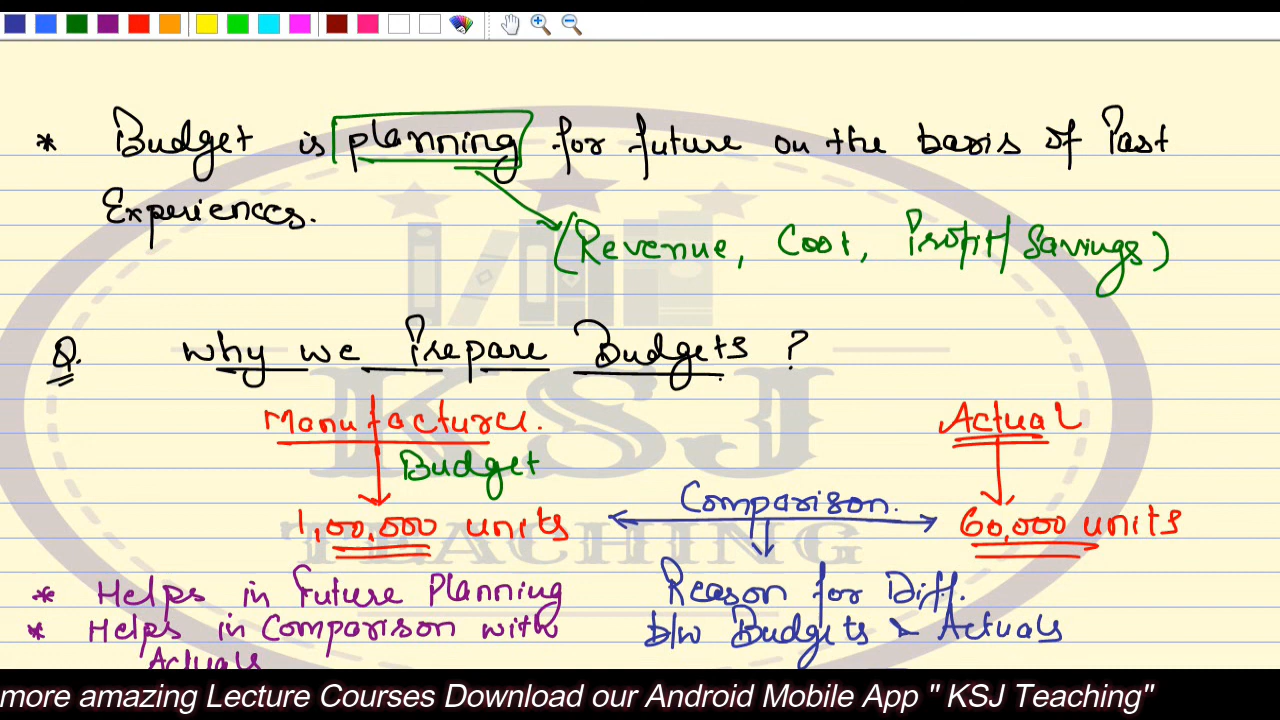 * Budget is planning for future on the basis of Past
Experiences.
(Revenue, Cost, Profit/Savings)
Q. Why we Prepare Budgets ?
Manufacturer.
Actual
Budget
1,00,000 units
Comparison.
60,000 units
* Helps in Future Planning
* Helps in Comparison with
Actuals
Reason for Diff.
b/w Budgets & Actuals
KSJ
TEACHING
more amazing Lecture Courses Download our Android Mobile App " KSJ Teaching"